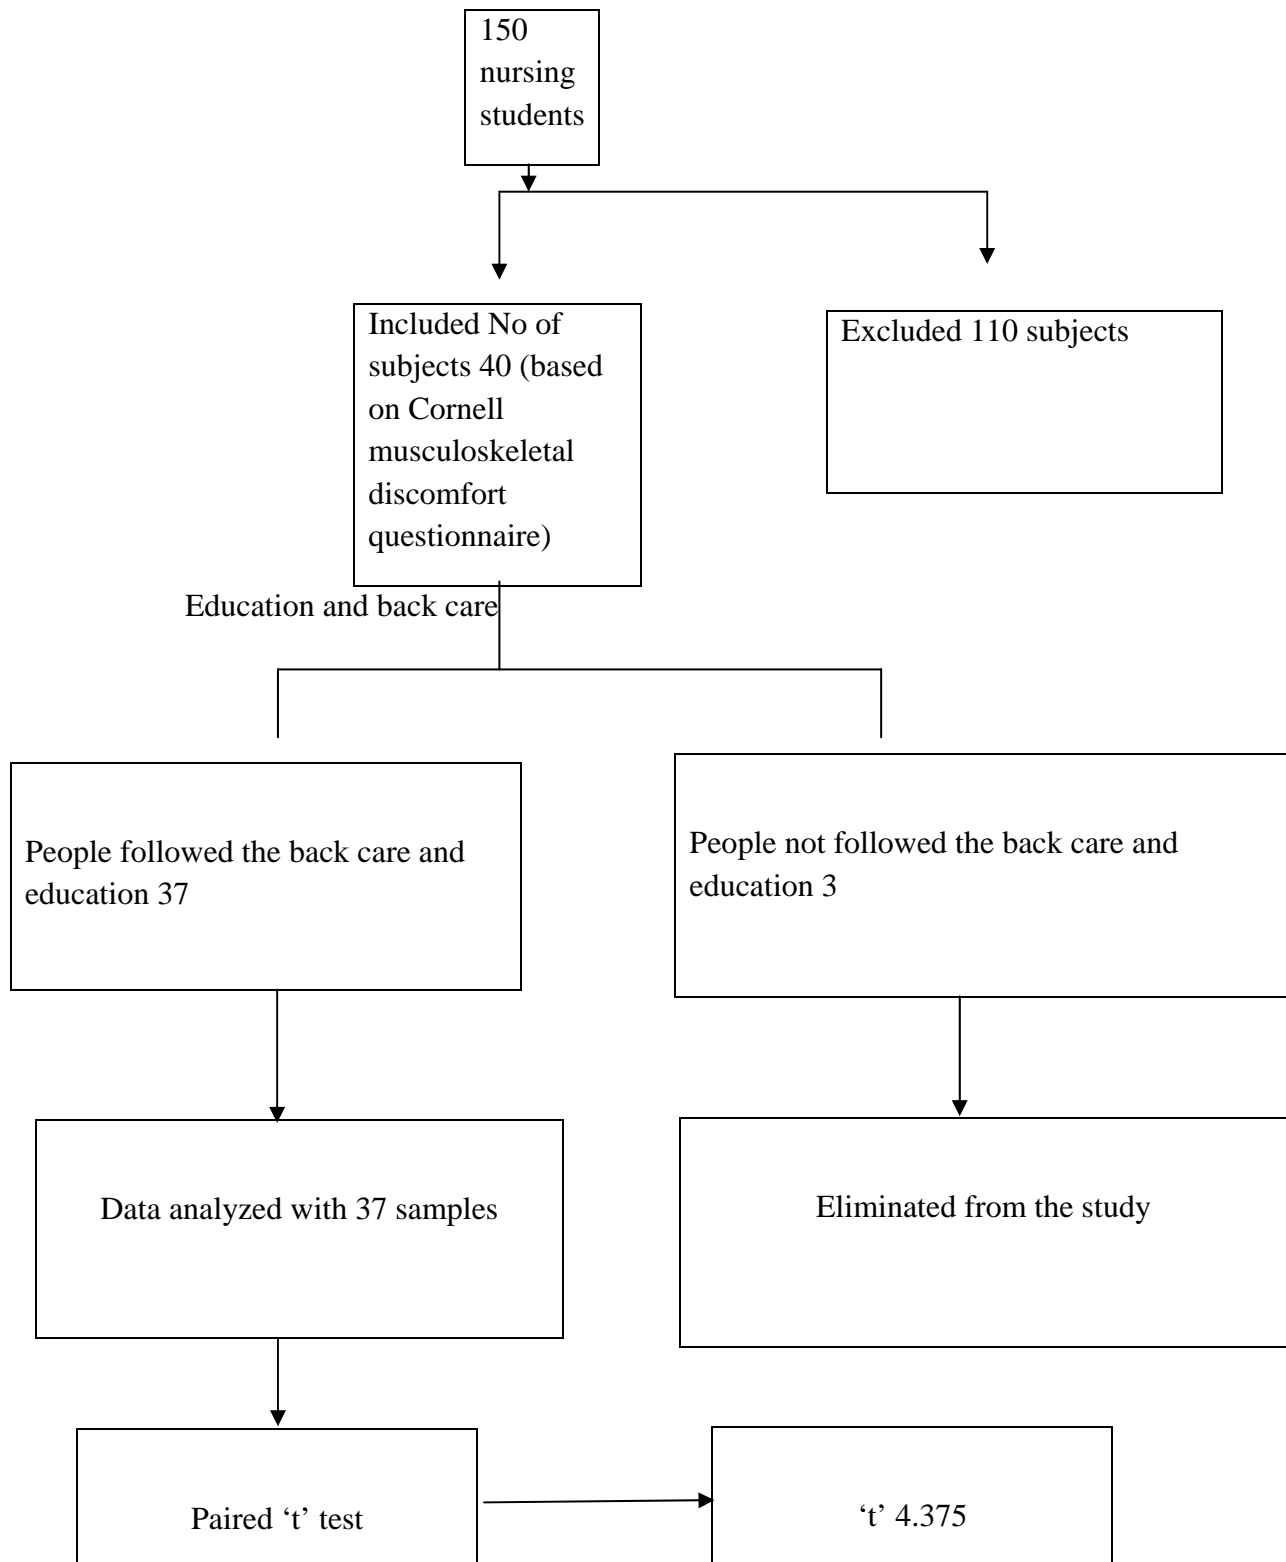 150
nursing
students
Included No of
subjects 40 (based
on Cornell
musculoskeletal
discomfort
questionnaire)
Excluded 110 subjects
Education and back care
People followed the back care and
education 37
People not followed the back care and
education 3
Data analyzed with 37 samples
Eliminated from the study
Paired ‘t’ test
‘t’ 4.375